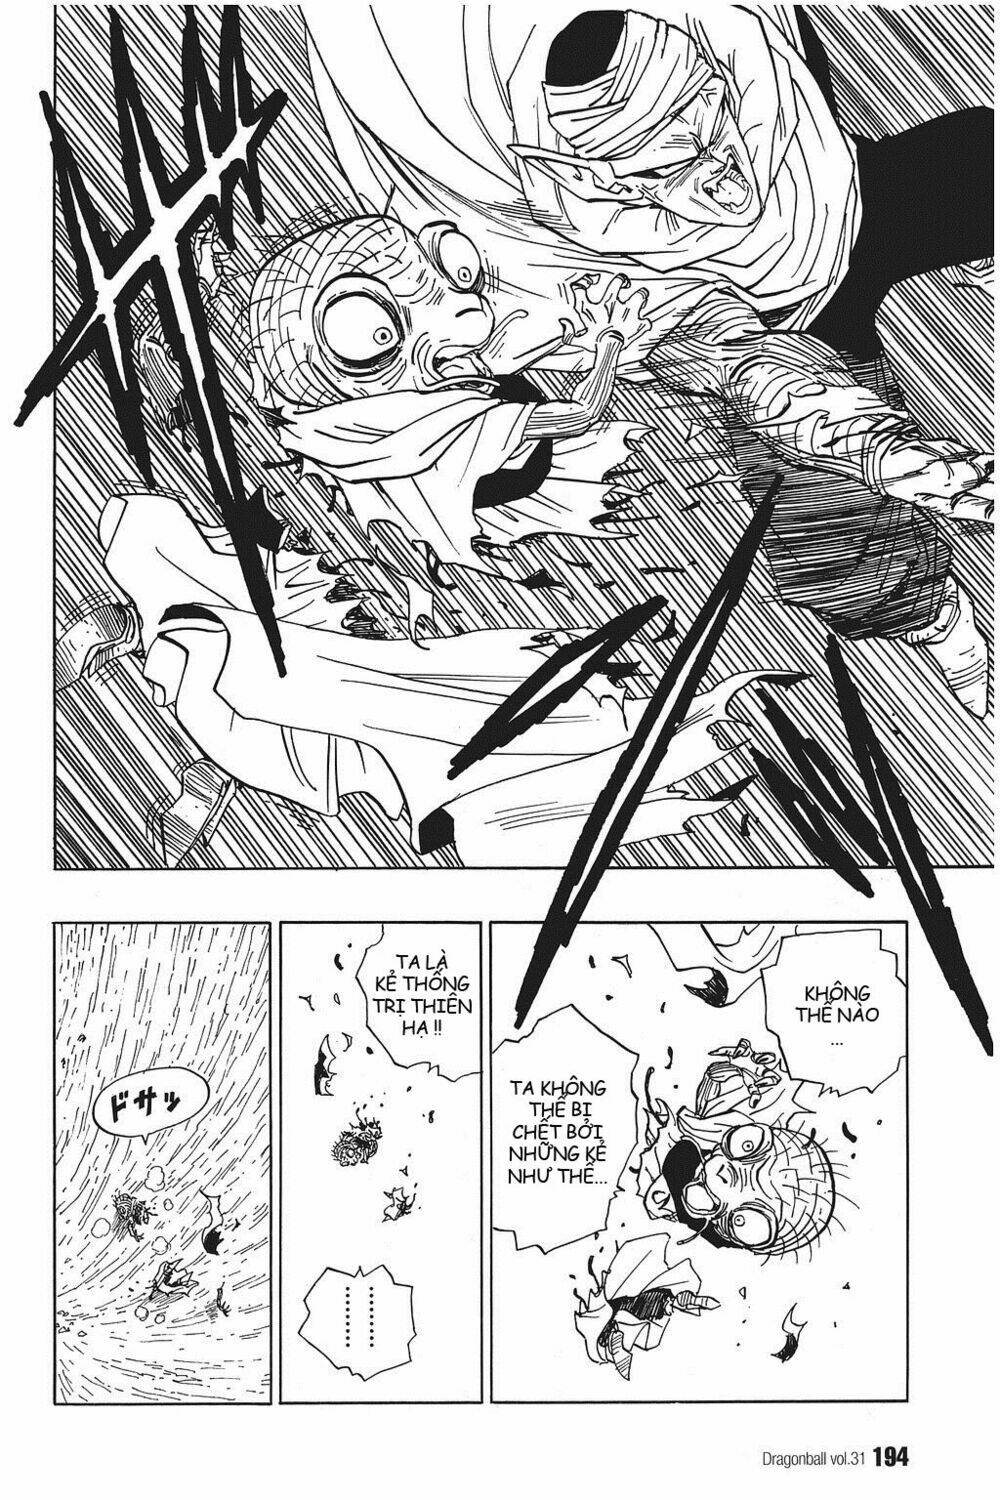 KHÔNG
THỂ NÀO
...
TA KHÔNG
THỂ BỊ
CHẾT BỞI
NHỮNG KẺ
NHƯ THẾ...
TA LÀ
KẺ THỐNG
TRỊ THIÊN
HẠ !!
ドサッ
Dragonball vol.31 194